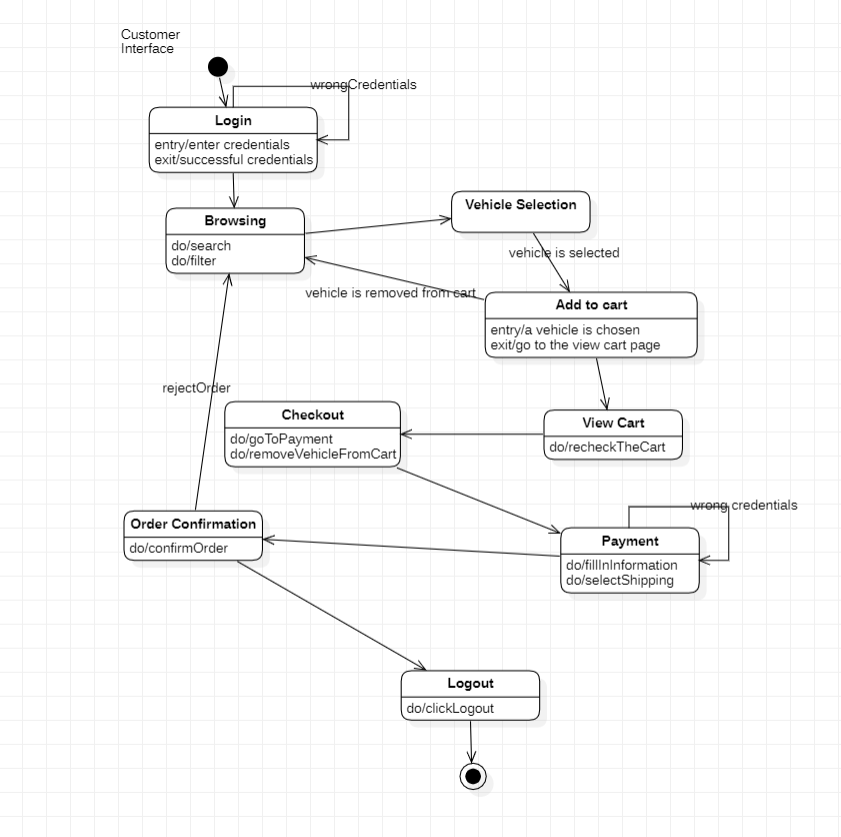 Customer
Interface
wrongCredentials
Login
entry/enter credentials
exit/successful credentials
Browsing
do/search
do/filter
Vehicle Selection
vehicle is selected
vehicle is removed from cart
Add to cart
entry/a vehicle is chosen
exit/go to the view cart page
rejectOrder
Checkout
do/goToPayment
do/removeVehicleFromCart
View Cart
do/recheckTheCart
Order Confirmation
do/confirmOrder
wrong credentials
Payment
do/fillInInformation
do/selectShipping
Logout
do/clickLogout